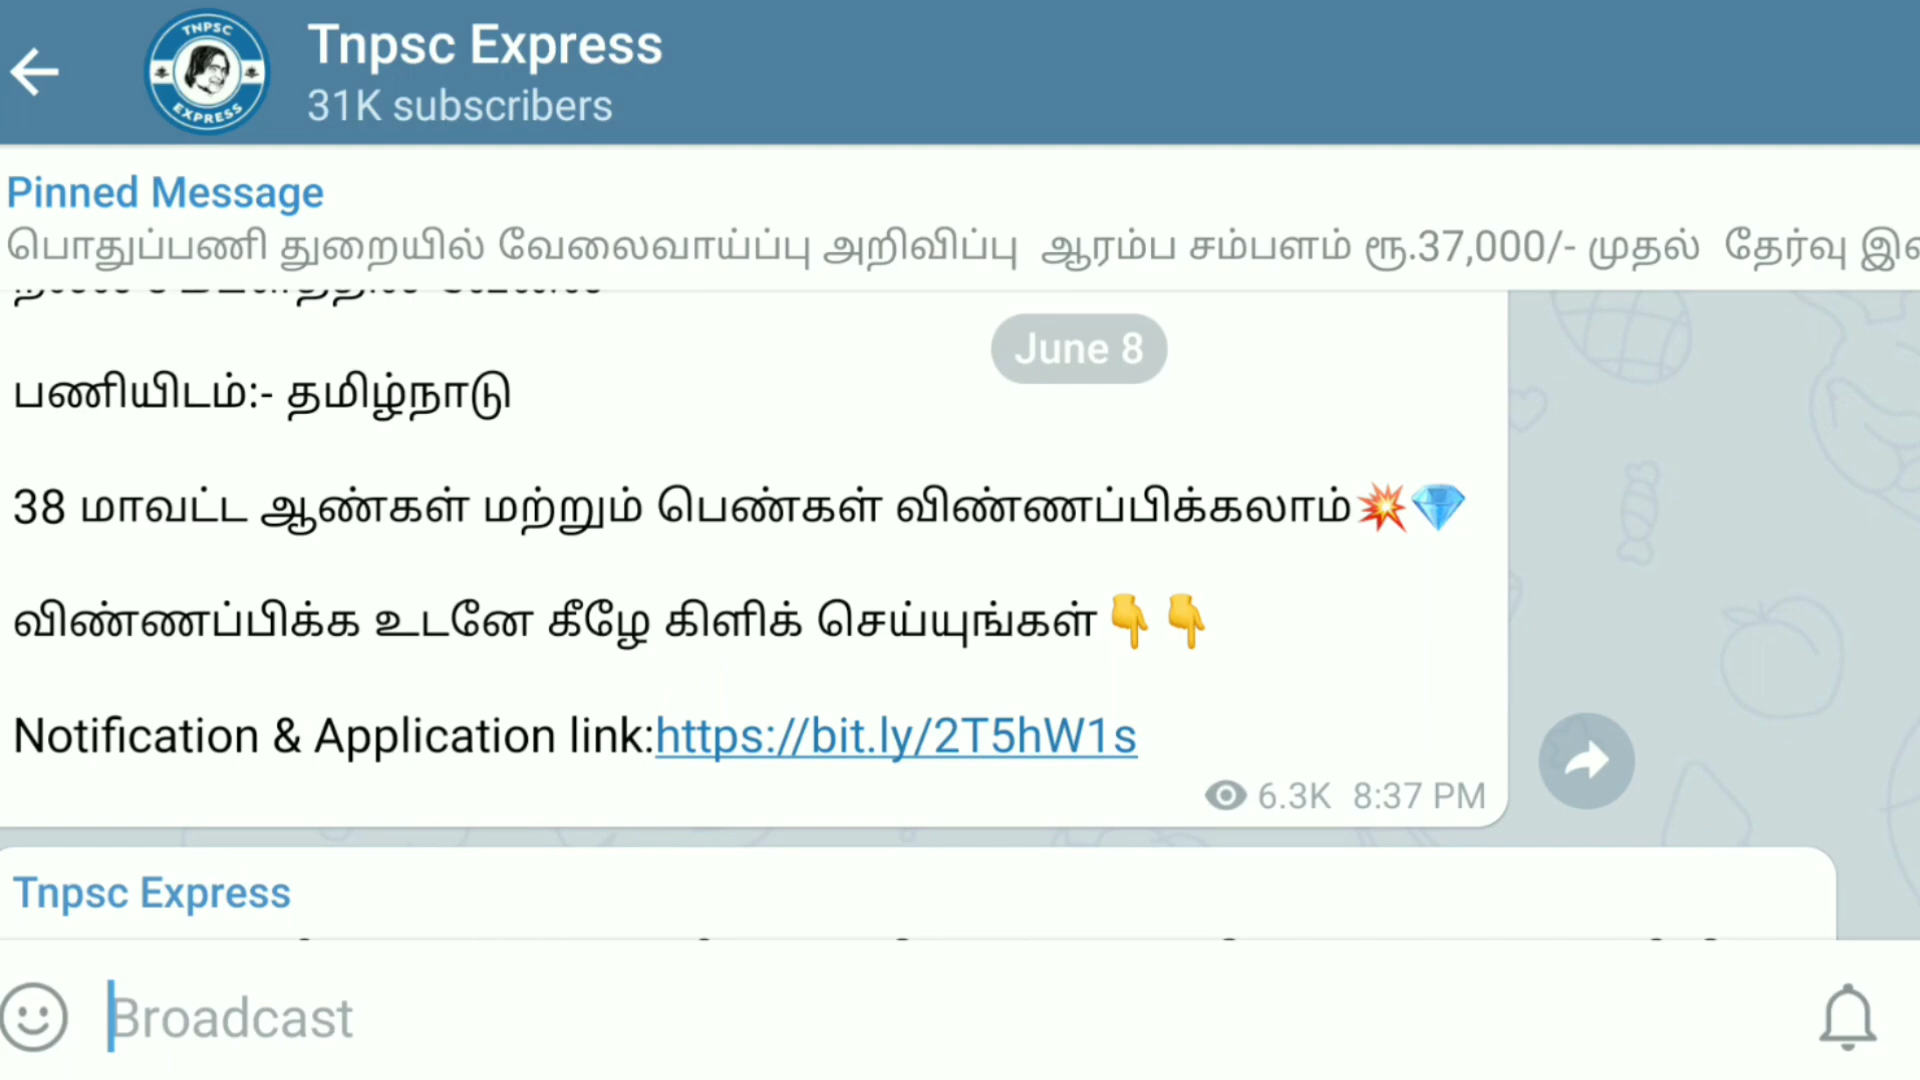 TNPSC
EXPRESS
Tnpsc Express
31K subscribers
Pinned Message
பொதுப்பணி துறையில் வேலைவாய்ப்பு அறிவிப்பு ஆரம்ப சம்பளம் ரூ.37,000/- முதல் தேர்வு
June 8
பணியிடம்:- தமிழ்நாடு
38 மாவட்ட ஆண்கள் மற்றும் பெண்கள் விண்ணப்பிக்கலாம்💥💎
விண்ணப்பிக்க உடனே கீழே கிளிக் செய்யுங்கள்👇👇
Notification & Application link:https://bit.ly/2T5hW1s
6.3K 8:37 PM
Tnpsc Express
Broadcast